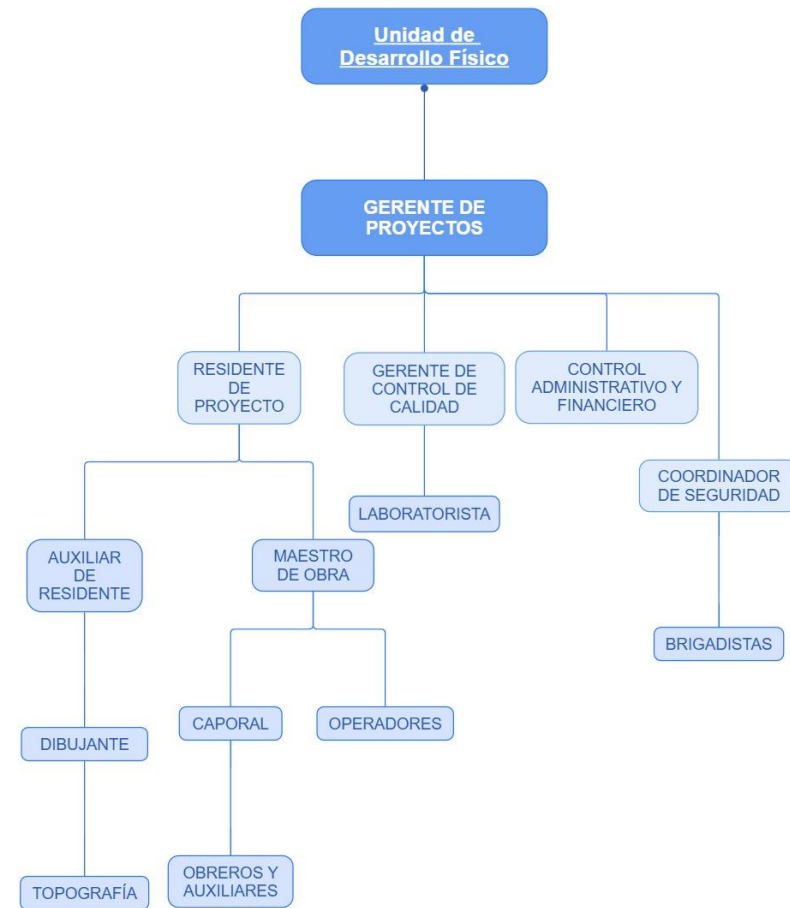 Unidad de
Desarrollo Físico
GERENTE DE
PROYECTOS
RESIDENTE
DE
PROYECTO
GERENTE DE
CONTROL DE
CALIDAD
CONTROL
ADMINISTRATIVO Y
FINANCIERO
COORDINADOR
DE SEGURIDAD
LABORATORISTA
AUXILIAR
DE
RESIDENTE
MAESTRO
DE OBRA
BRIGADISTAS
DIBUJANTE
CAPORAL
OPERADORES
TOPOGRAFÍA
OBREROS Y
AUXILIARES